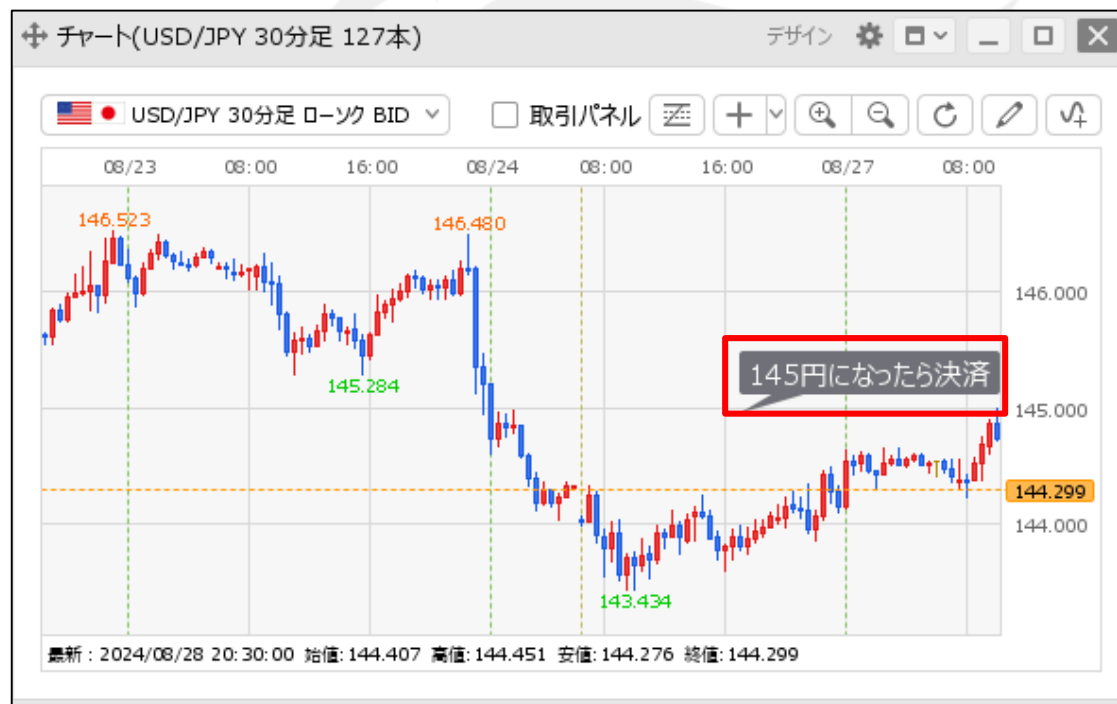 チャート(USD/JPY 30分足 127本)
デザイン
USD/JPY 30分足 ローソク BID
取引パネル
08/23 08:00 16:00 08/24 08:00 16:00 08/27 08:00
146.523
146.480
146.000
145円になったら決済
145.284
145.000
144.299
144.000
143.434
最新：2024/08/28 20:30:00 始値:144.407 高値:144.451 安値:144.276 終値:144.299